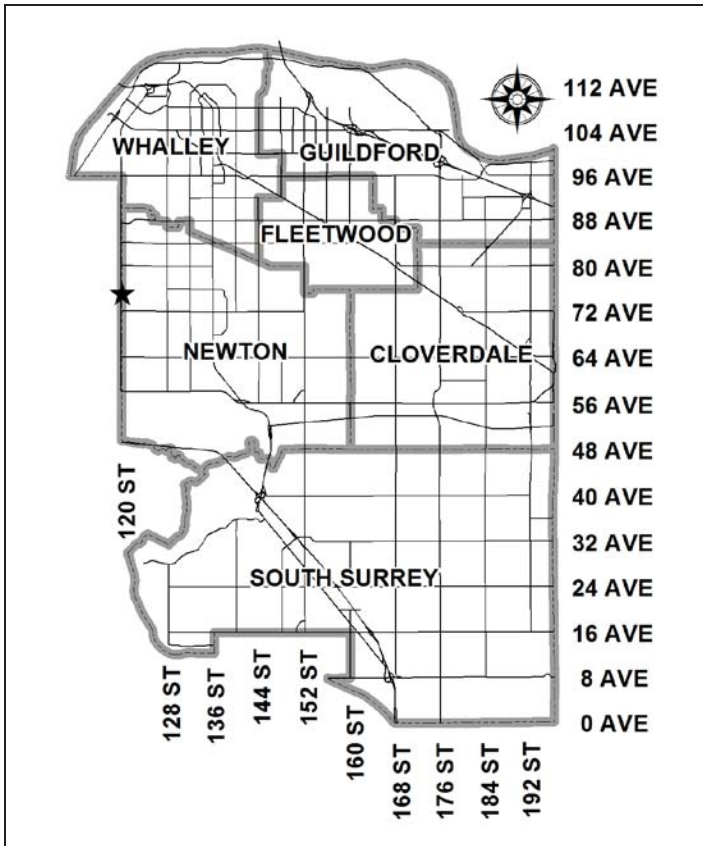 112 AVE
104 AVE
WHALLEY
GUILDFORD
96 AVE
88 AVE
FLEETWOOD
80 AVE
72 AVE
NEWTON
CLOVERDALE
64 AVE
56 AVE
48 AVE
120 ST
40 AVE
32 AVE
SOUTH SURREY
24 AVE
16 AVE
128 ST
136 ST
144 ST
152 ST
160 ST
8 AVE
0 AVE
168 ST
176 ST
184 ST
192 ST